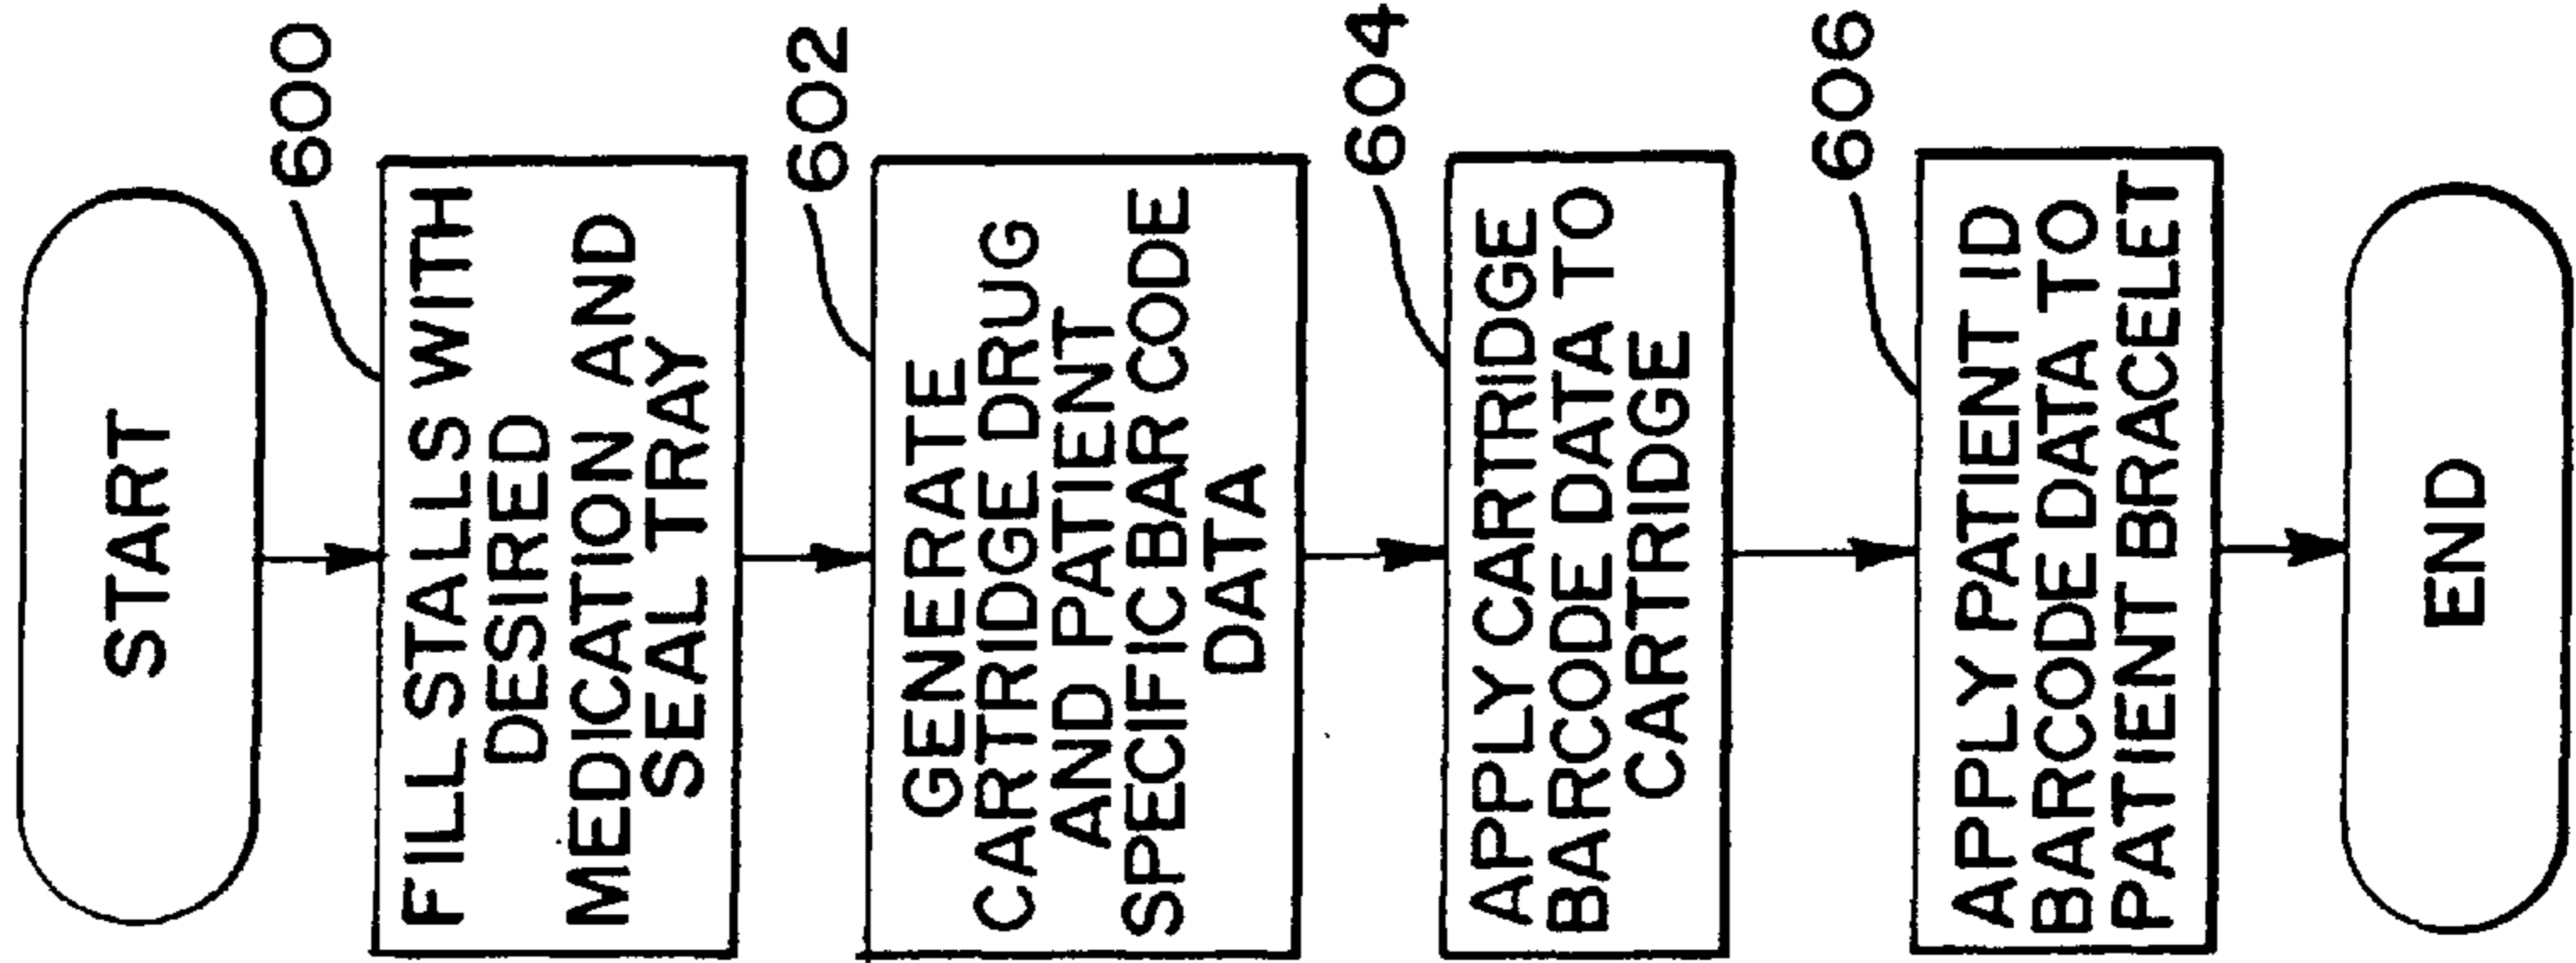 START
600
FILL STALLS WITH
DESIRED
MEDICATION AND
SEAL TRAY
602
GENERATE
CARTRIDGE DRUG
AND PATIENT
SPECIFIC BAR CODE
DATA
604
APPLY CARTRIDGE
BARCODE DATA TO
CARTRIDGE
606
APPLY PATIENT ID
BARCODE DATA TO
PATIENT BRACELET
END